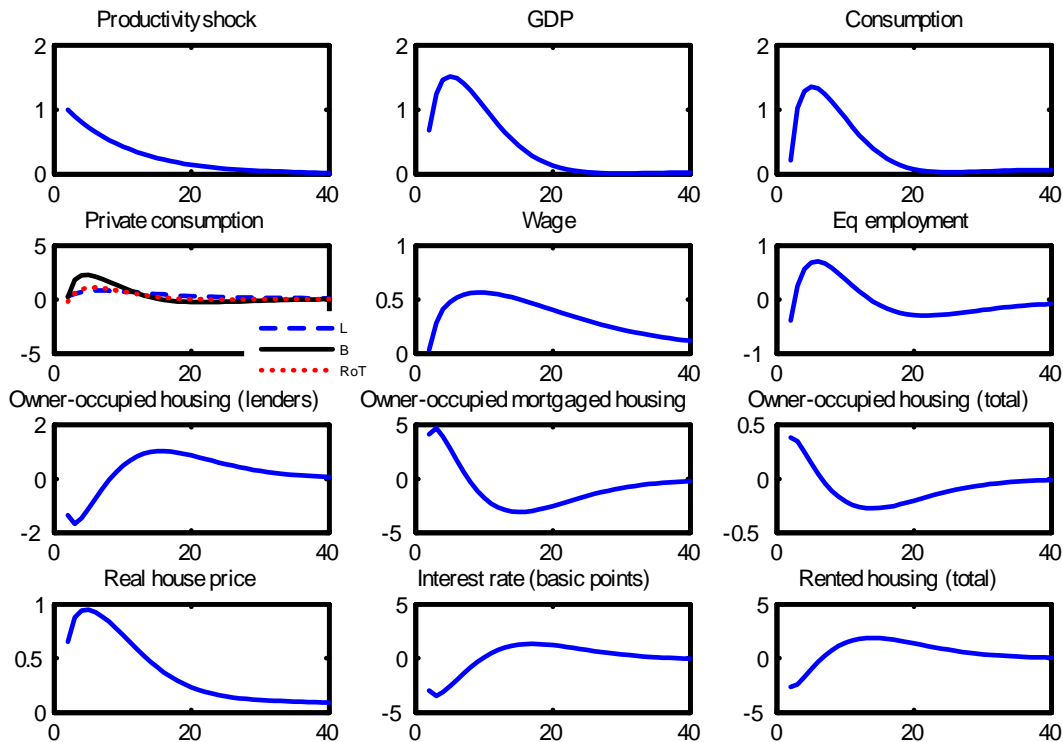 Productivity shock
GDP
Consumption
2
1
0
0 20 40
2
1
0
0 20 40
2
1
0
0 20 40
Private consumption
Wage
Eq employment
5
0
-5
0 20 40
L
B
RoT
1
0.5
0
0 20 40
1
0
-1
0 20 40
Owner-occupied housing (lenders)
Owner-occupied mortgaged housing
Owner-occupied housing (total)
2
0
-2
0 20 40
5
0
-5
0 20 40
0.5
0
-0.5
0 20 40
Real house price
Interest rate (basic points)
Rented housing (total)
1
0.5
0
0 20 40
5
0
-5
0 20 40
5
0
-5
0 20 40